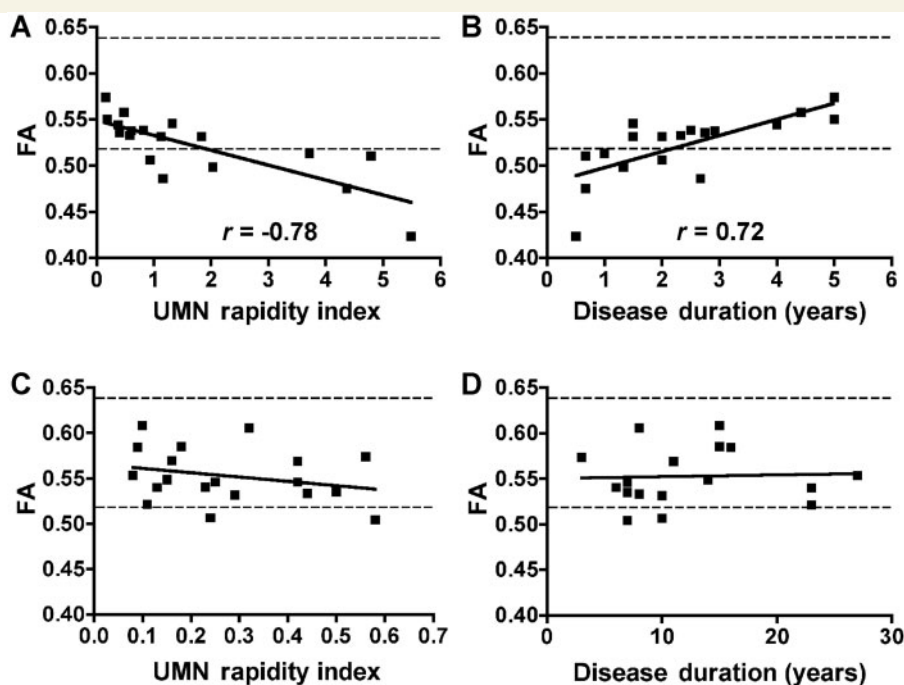 A
0.65
0.60
0.55
0.50
0.45
0.40
FA
0 1 2 3 4 5 6
UMN rapidity index
r = -0.78
B
0.65
0.60
0.55
0.50
0.45
0.40
FA
0 1 2 3 4 5 6
Disease duration (years)
r = 0.72
C
0.65
0.60
0.55
0.50
0.45
0.40
FA
0.0 0.1 0.2 0.3 0.4 0.5 0.6 0.7
UMN rapidity index
D
0.65
0.60
0.55
0.50
0.45
0.40
FA
0 10 20 30
Disease duration (years)